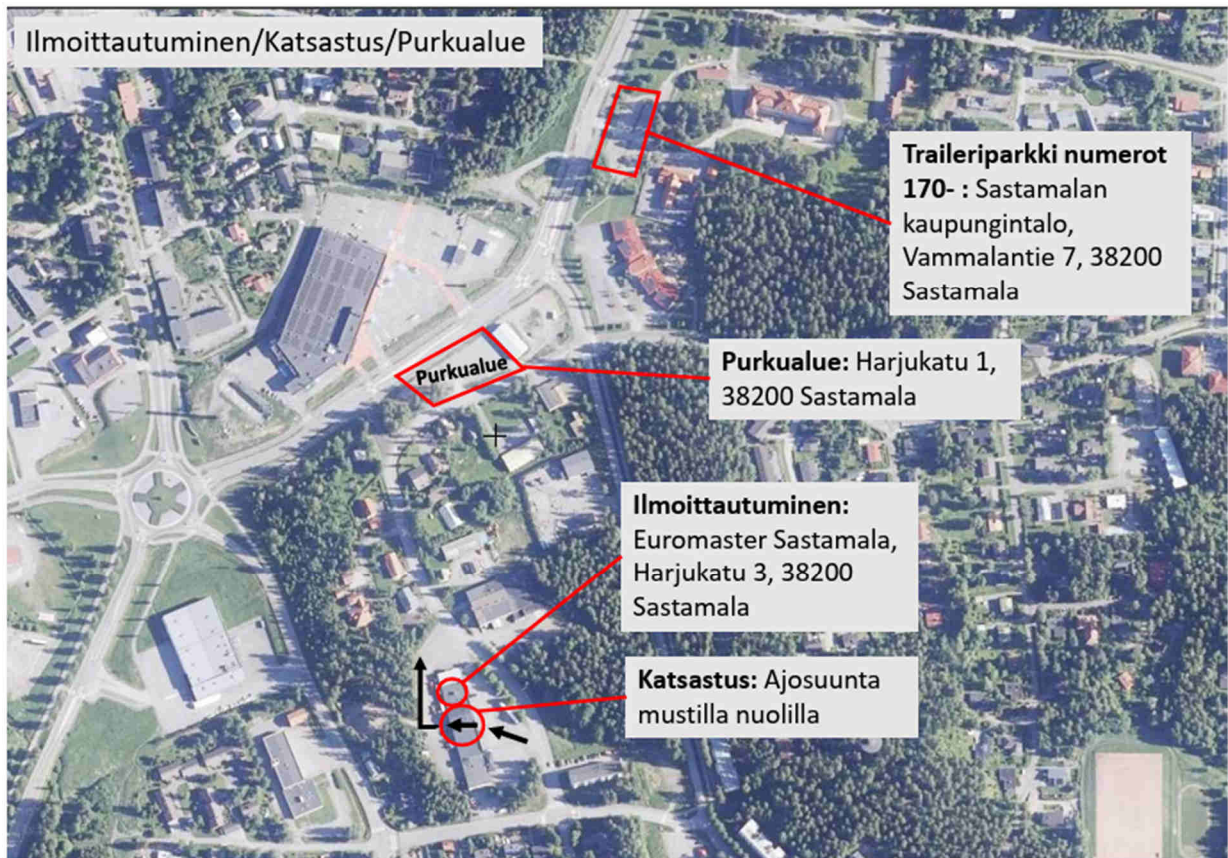 Ilmoittautuminen/Katsastus/Purkualue
Traileriparkki numerot
170- : Sastamalan
kaupungintalo,
Vammalantie 7, 38200
Sastamala
Purkualue
Purkualue: Harjukatu 1,
38200 Sastamala
Ilmoittautuminen:
Euromaster Sastamala,
Harjukatu 3, 38200
Sastamala
Katsastus: Ajosuunta
mustilla nuolilla